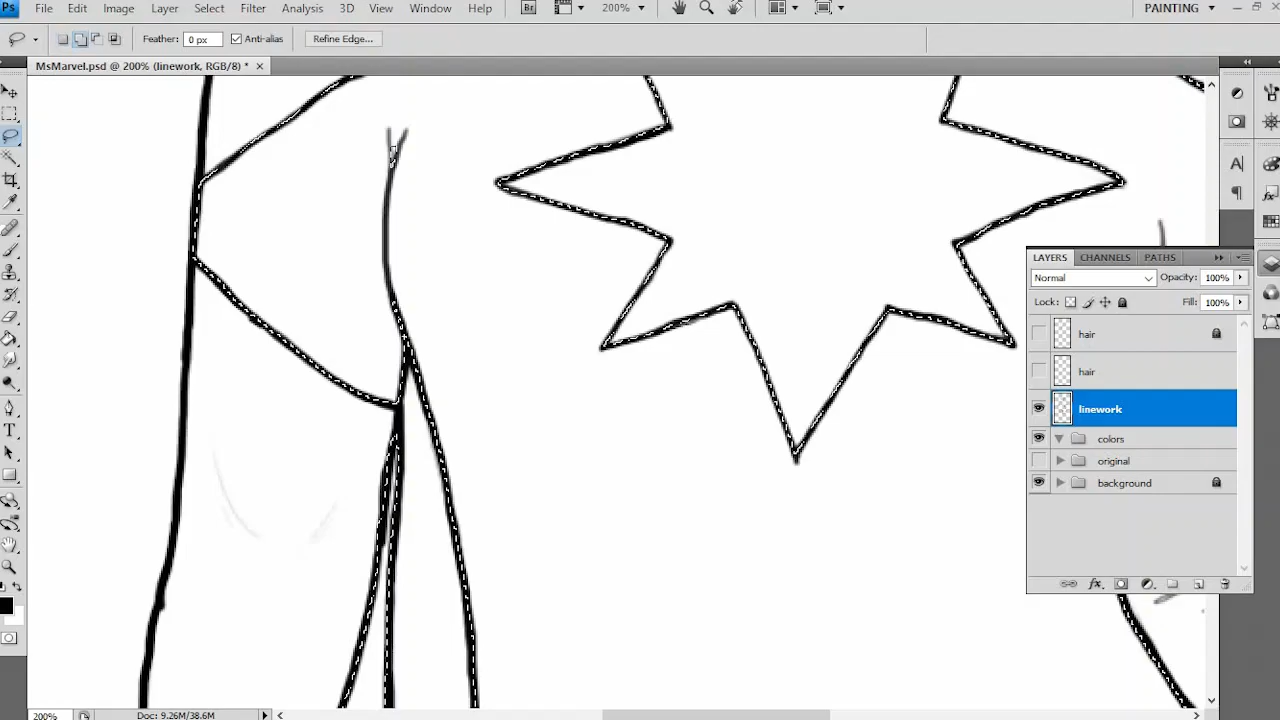 Ps File Edit Image Layer Select Filter Analysis 3D View Window Help Br 200% PAINTING
Feather: 0 px Anti-alias Refine Edge...
MsMarvel.psd @ 200% (linework, RGB/8) * ×
LAYERS CHANNELS PATHS
Normal Opacity: 100%
Lock: Fill: 100%
hair
hair
linework
colors
original
background
fx
200% Doc: 9.26M/38.6M